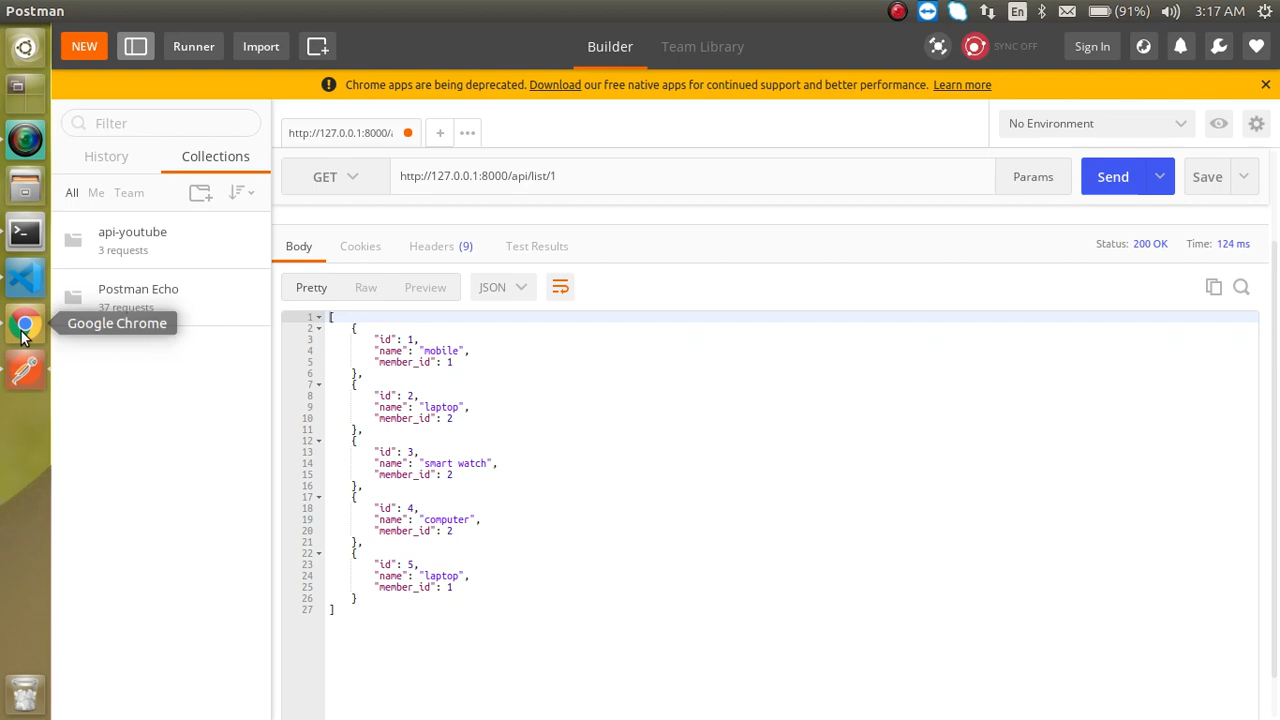 Postman
En
(91%)
3:17 AM
NEW
Runner
Import
Builder
Team Library
SYNC OFF
Sign In
Chrome apps are being deprecated. Download our free native apps for continued support and better performance. Learn more
Filter
History
Collections
All
Me
Team
api-youtube
3 requests
Postman Echo
37 requests
Google Chrome
http://127.0.0.1:8000/a
No Environment
GET
http://127.0.0.1:8000/api/list/1
Params
Send
Save
Body
Cookies
Headers (9)
Test Results
Status: 200 OK
Time: 124 ms
Pretty
Raw
Preview
JSON
1 [
2 {
3 "id": 1,
4 "name": "mobile",
5 "member_id": 1
6 },
7 {
8 "id": 2,
9 "name": "laptop",
10 "member_id": 2
11 },
12 {
13 "id": 3,
14 "name": "smart watch",
15 "member_id": 2
16 },
17 {
18 "id": 4,
19 "name": "computer",
20 "member_id": 2
21 },
22 {
23 "id": 5,
24 "name": "laptop",
25 "member_id": 1
26 }
27 ]